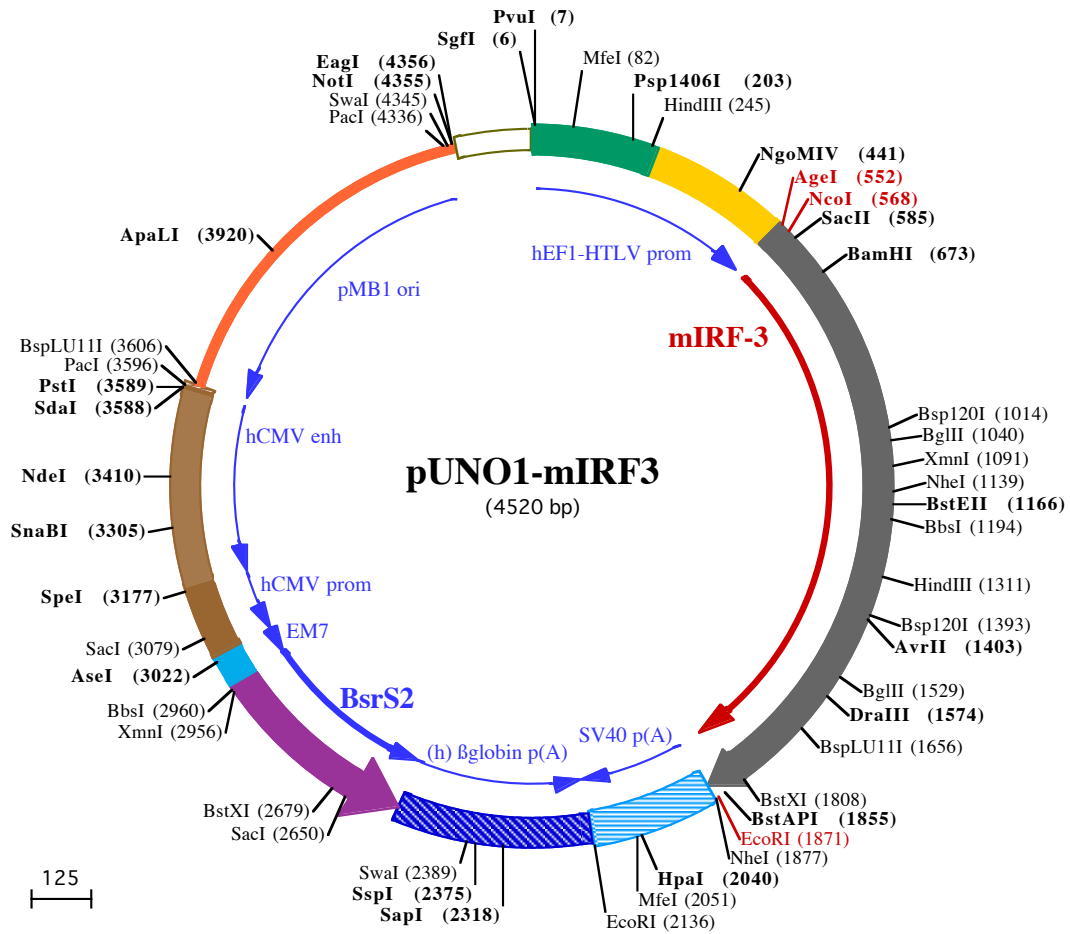 PvuI (7)
SgfI (6)
MfeI (82)
EagI (4356)
NotI (4355)
SwaI (4345)
PacI (4336)
Psp1406I (203)
HindIII (245)
NgoMIV (441)
AgeI (552)
NcoI (568)
SacII (585)
BamHI (673)
ApaLI (3920)
hEF1-HTLV prom
pMB1 ori
mIRF-3
BspLU11I (3606)
PacI (3596)
PstI (3589)
SdaI (3588)
hCMV enh
Bsp120I (1014)
BglII (1040)
XmnI (1091)
NheI (1139)
BstEII (1166)
BbsI (1194)
pUNO1-mIRF3
(4520 bp)
NdeI (3410)
SnaBI (3305)
SpeI (3177)
hCMV prom
HindIII (1311)
Bsp120I (1393)
AvrII (1403)
EM7
SacI (3079)
AseI (3022)
BbsI (2960)
XmnI (2956)
BglII (1529)
DraIII (1574)
BspLU11I (1656)
BsrS2
(h) ßglobin p(A)
SV40 p(A)
BstXI (2679)
SacI (2650)
BstXI (1808)
BstAPI (1855)
EcoRI (1871)
NheI (1877)
SwaI (2389)
SspI (2375)
SapI (2318)
HpaI (2040)
MfeI (2051)
EcoRI (2136)
125